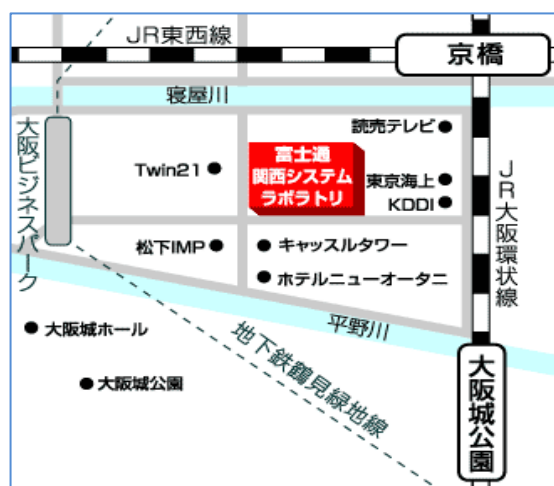 JR東西線
京橋
寝屋川
読売テレビ
大阪ビジネスパーク
Twin21
富士通
関西システム
ラボラトリ
東京海上
KDDI
JR大阪環状線
松下IMP
キャッスルタワー
ホテルニューオータニ
平野川
大阪城ホール
地下鉄鶴見緑地線
大阪城公園
大阪城公園